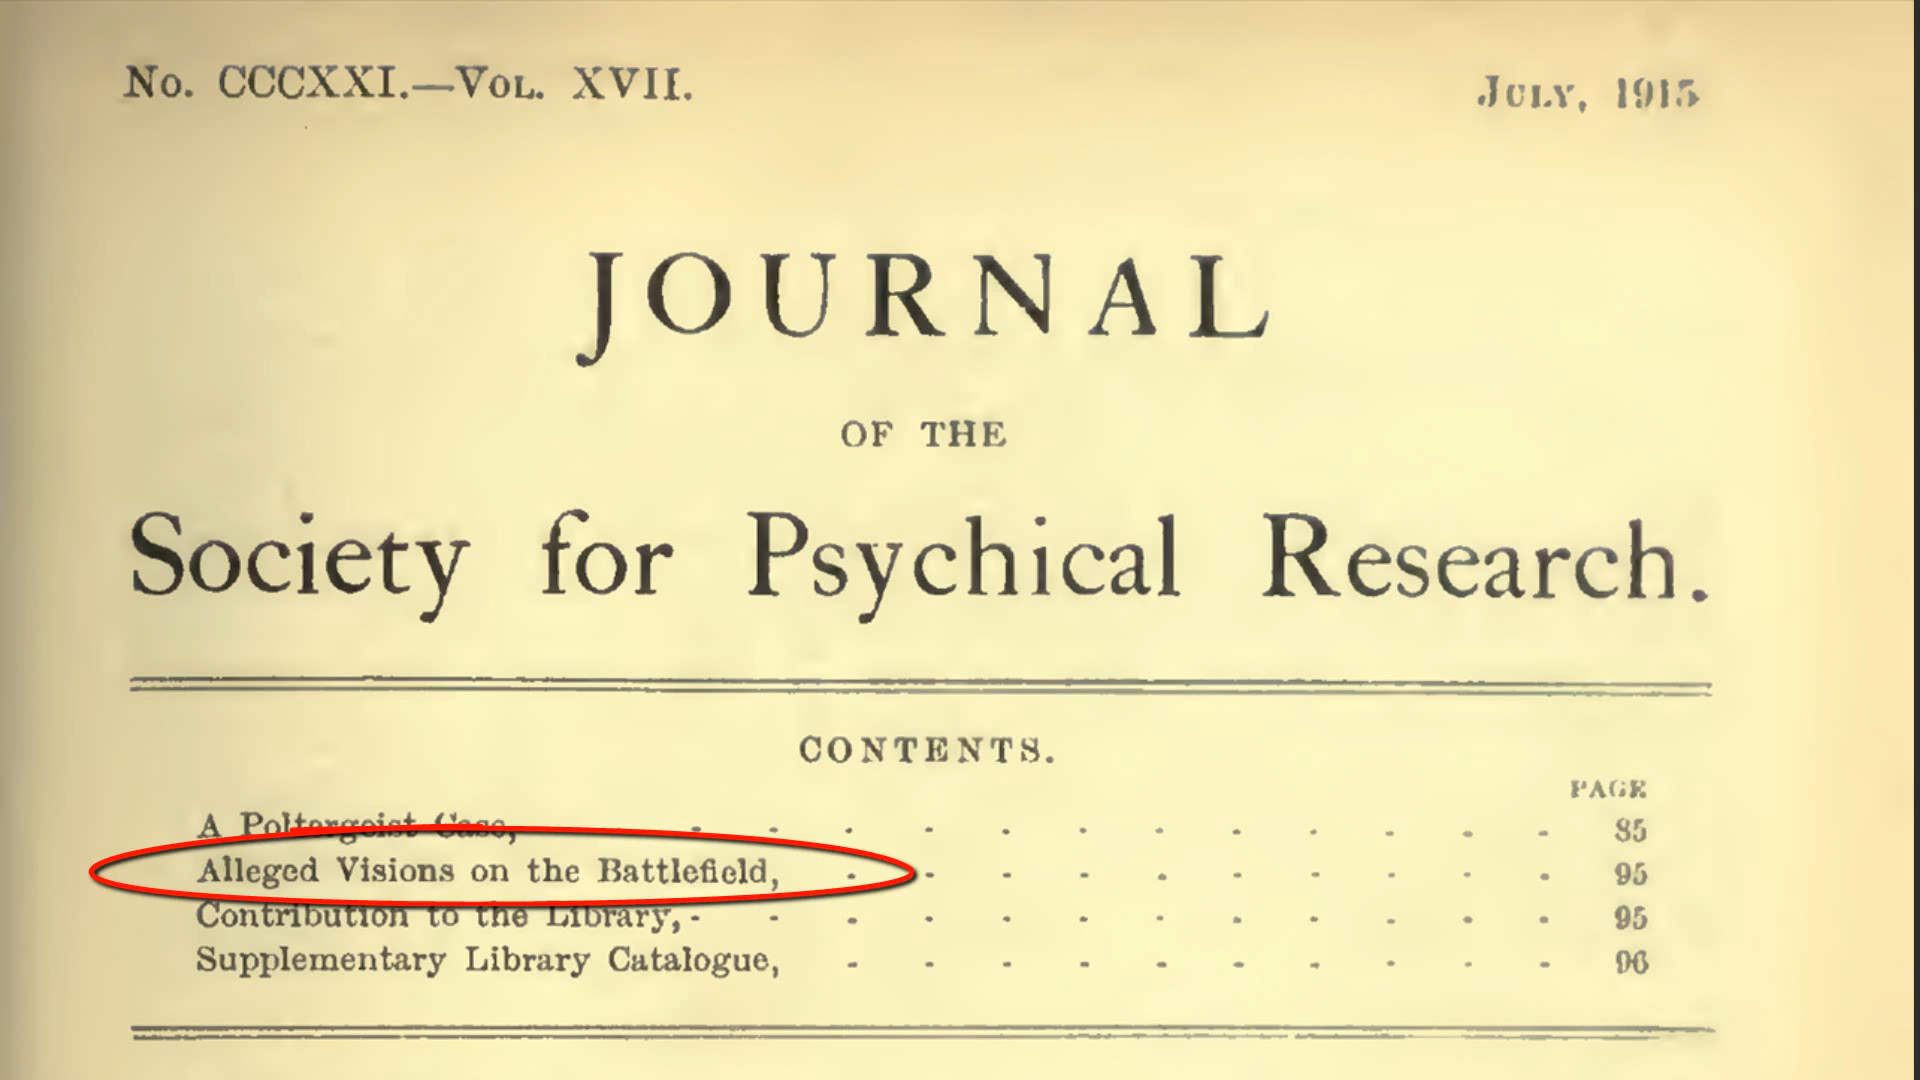 No. CCCXXI.—Vol. XVII.
July, 1915
JOURNAL
OF THE
Society for Psychical Research.
CONTENTS.
PAGE
A Poltergeist Case, - - - - - - - - - - - - 85
Alleged Visions on the Battlefield, - - - - - - - - - - 95
Contribution to the Library, - - - - - - - - - - - - 95
Supplementary Library Catalogue, - - - - - - - - - - 96